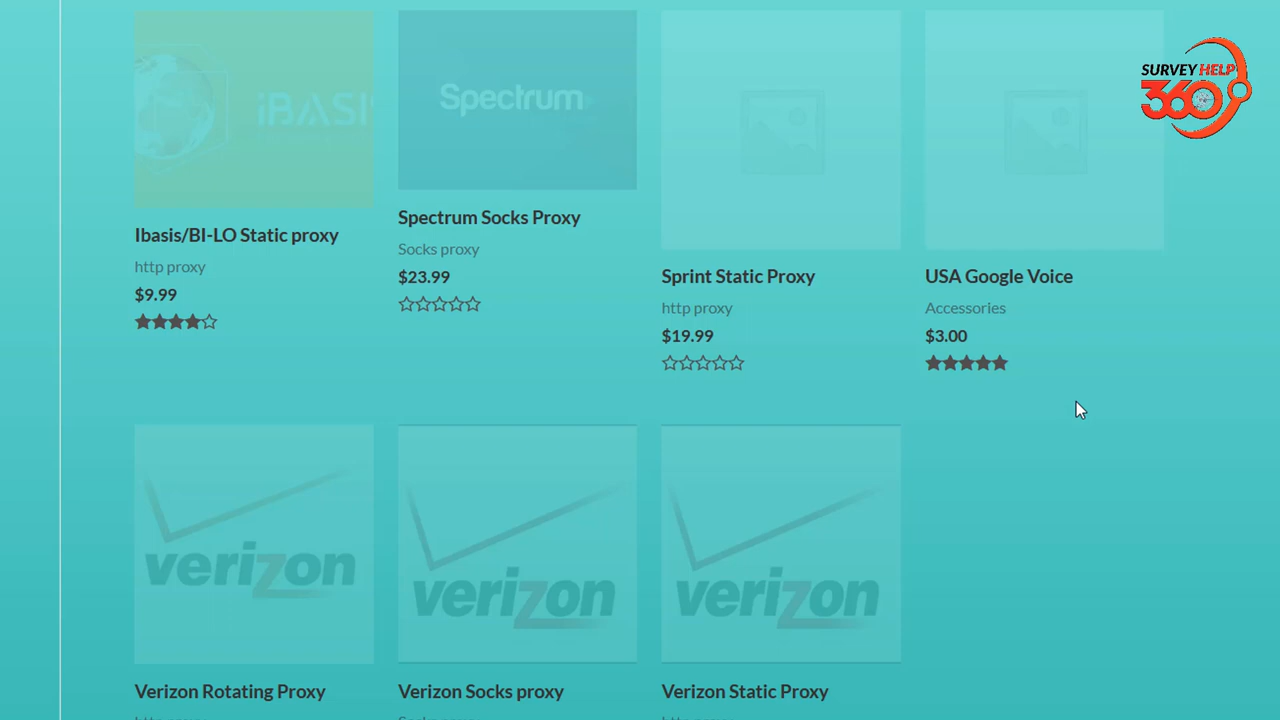 SURVEY HELP
360
iBASI
Spectrum
Ibasis/BI-LO Static proxy
http proxy
$9.99
Spectrum Socks Proxy
Socks proxy
$23.99
Sprint Static Proxy
http proxy
$19.99
USA Google Voice
Accessories
$3.00
verizon
verizon
verizon
Verizon Rotating Proxy
Verizon Socks proxy
Verizon Static Proxy